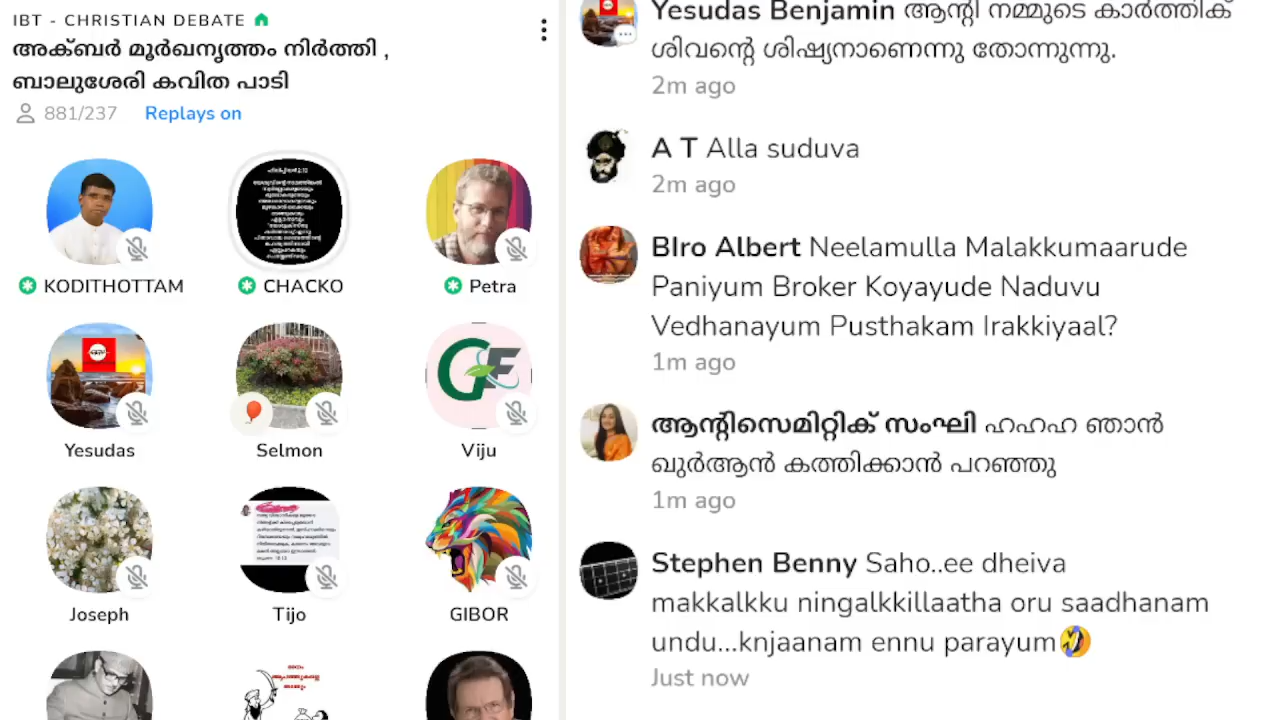 IBT - CHRISTIAN DEBATE
അക്ബർ മൂർഖനൃത്തം നിർത്തി ,
ബാലുശേരി കവിത പാടി
881/237 Replays on
KODITHOTTAM
CHACKO
Petra
Yesudas
Selmon
GF
Viju
Joseph
Tijo
GIBOR
Yesudas Benjamin ആന്റി നമ്മുടെ കാർത്തിക്
ശിവന്റെ ശിഷ്യനാണെന്നു തോന്നുന്നു.
2m ago
A T Alla suduva
2m ago
BIro Albert Neelamulla Malakkumaarude
Paniyum Broker Koyayude Naduvu
Vedhanayum Pusthakam Irakkiyaal?
1m ago
ആന്റിസെമിറ്റിക് സംഘി ഹഹഹ ഞാൻ
ഖുർആൻ കത്തിക്കാൻ പറഞ്ഞു
1m ago
Stephen Benny Saho..ee dheiva
makkalkku ningalkkillaatha oru saadhanam
undu...knjaanam ennu parayum🤣
Just now